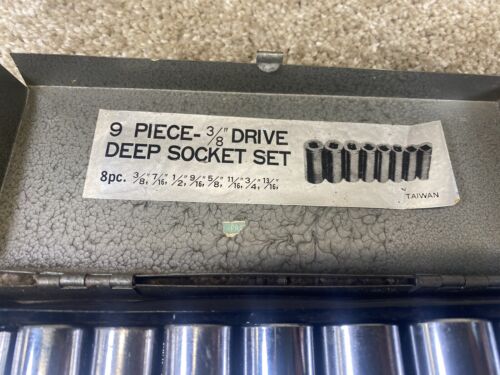 9 PIECE- 3/8" DRIVE
DEEP SOCKET SET
8pc. 3/8", 7/16", 1/2", 9/16", 5/8", 11/16", 3/4", 13/16"
TAIWAN